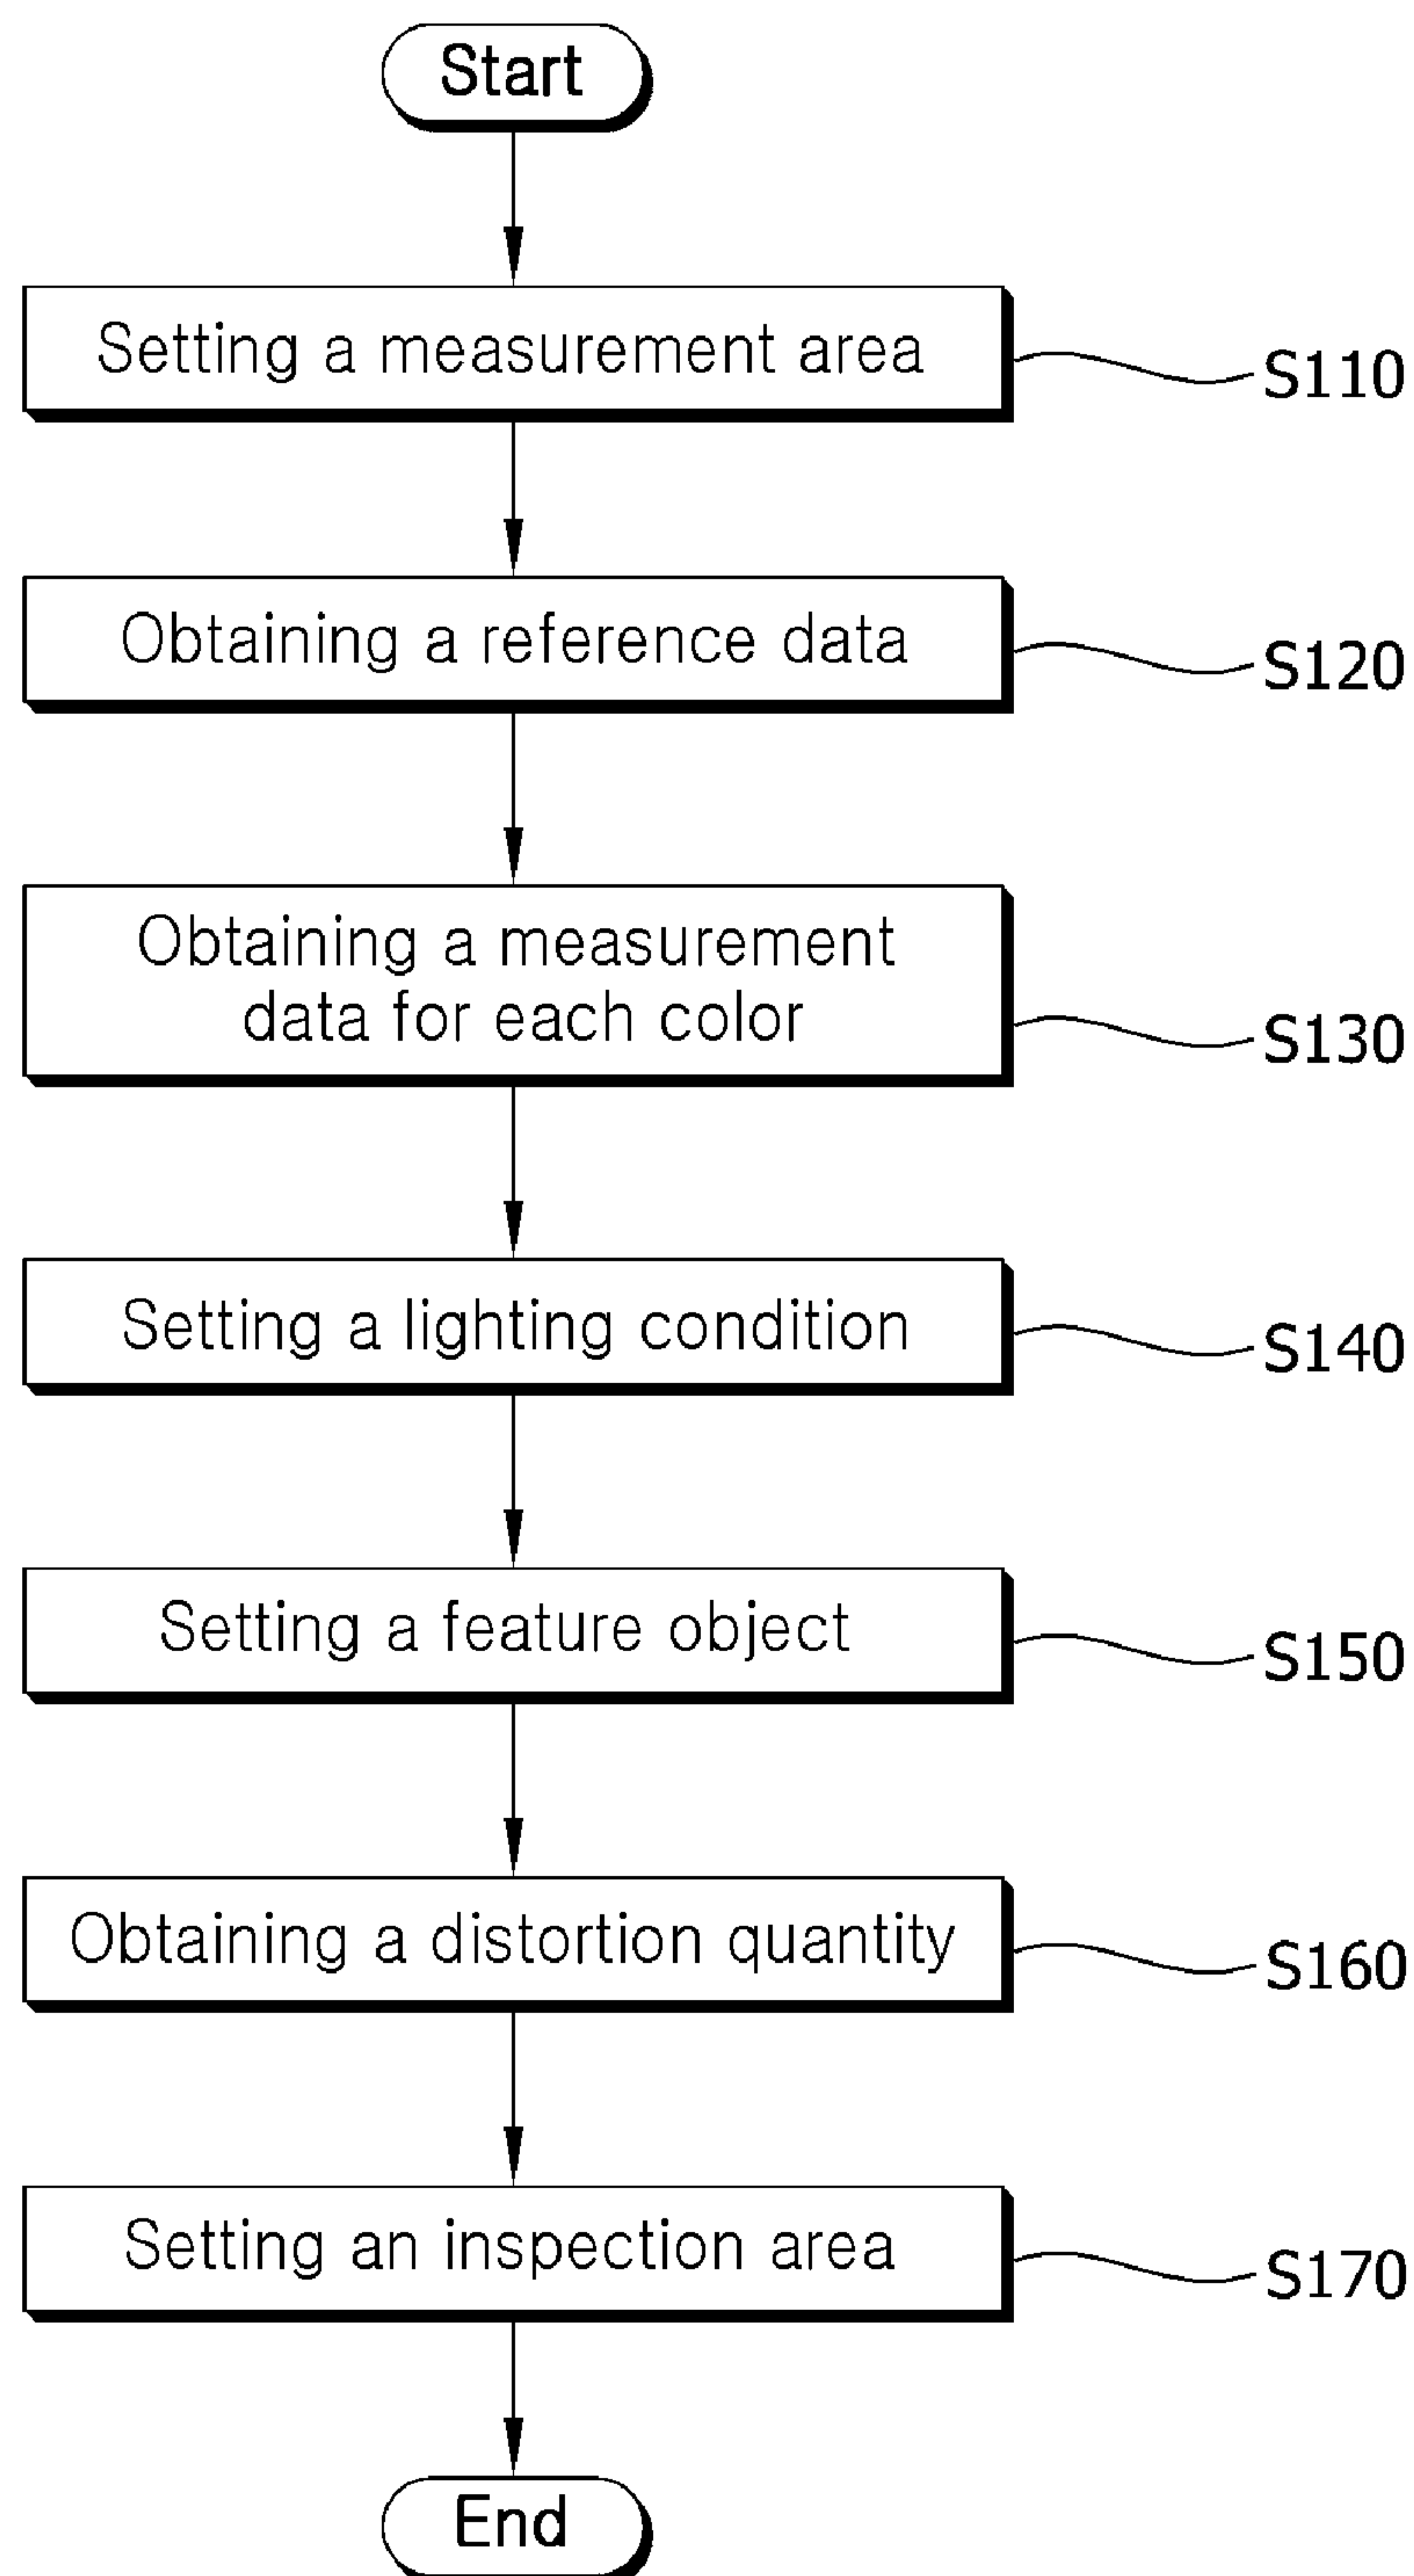 Start
Setting a measurement area
S110
Obtaining a reference data
S120
Obtaining a measurement
data for each color
S130
Setting a lighting condition
S140
Setting a feature object
S150
Obtaining a distortion quantity
S160
Setting an inspection area
S170
End